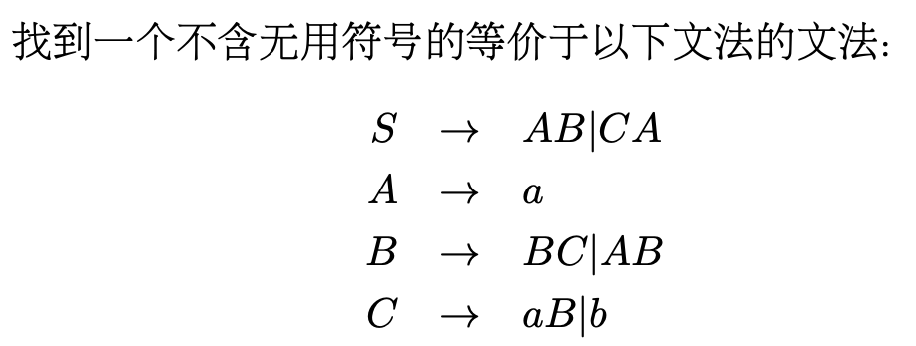 找到一个不含无用符号的等价于以下文法的文法:
S → AB|CA
A → a
B → BC|AB
C → aB|b